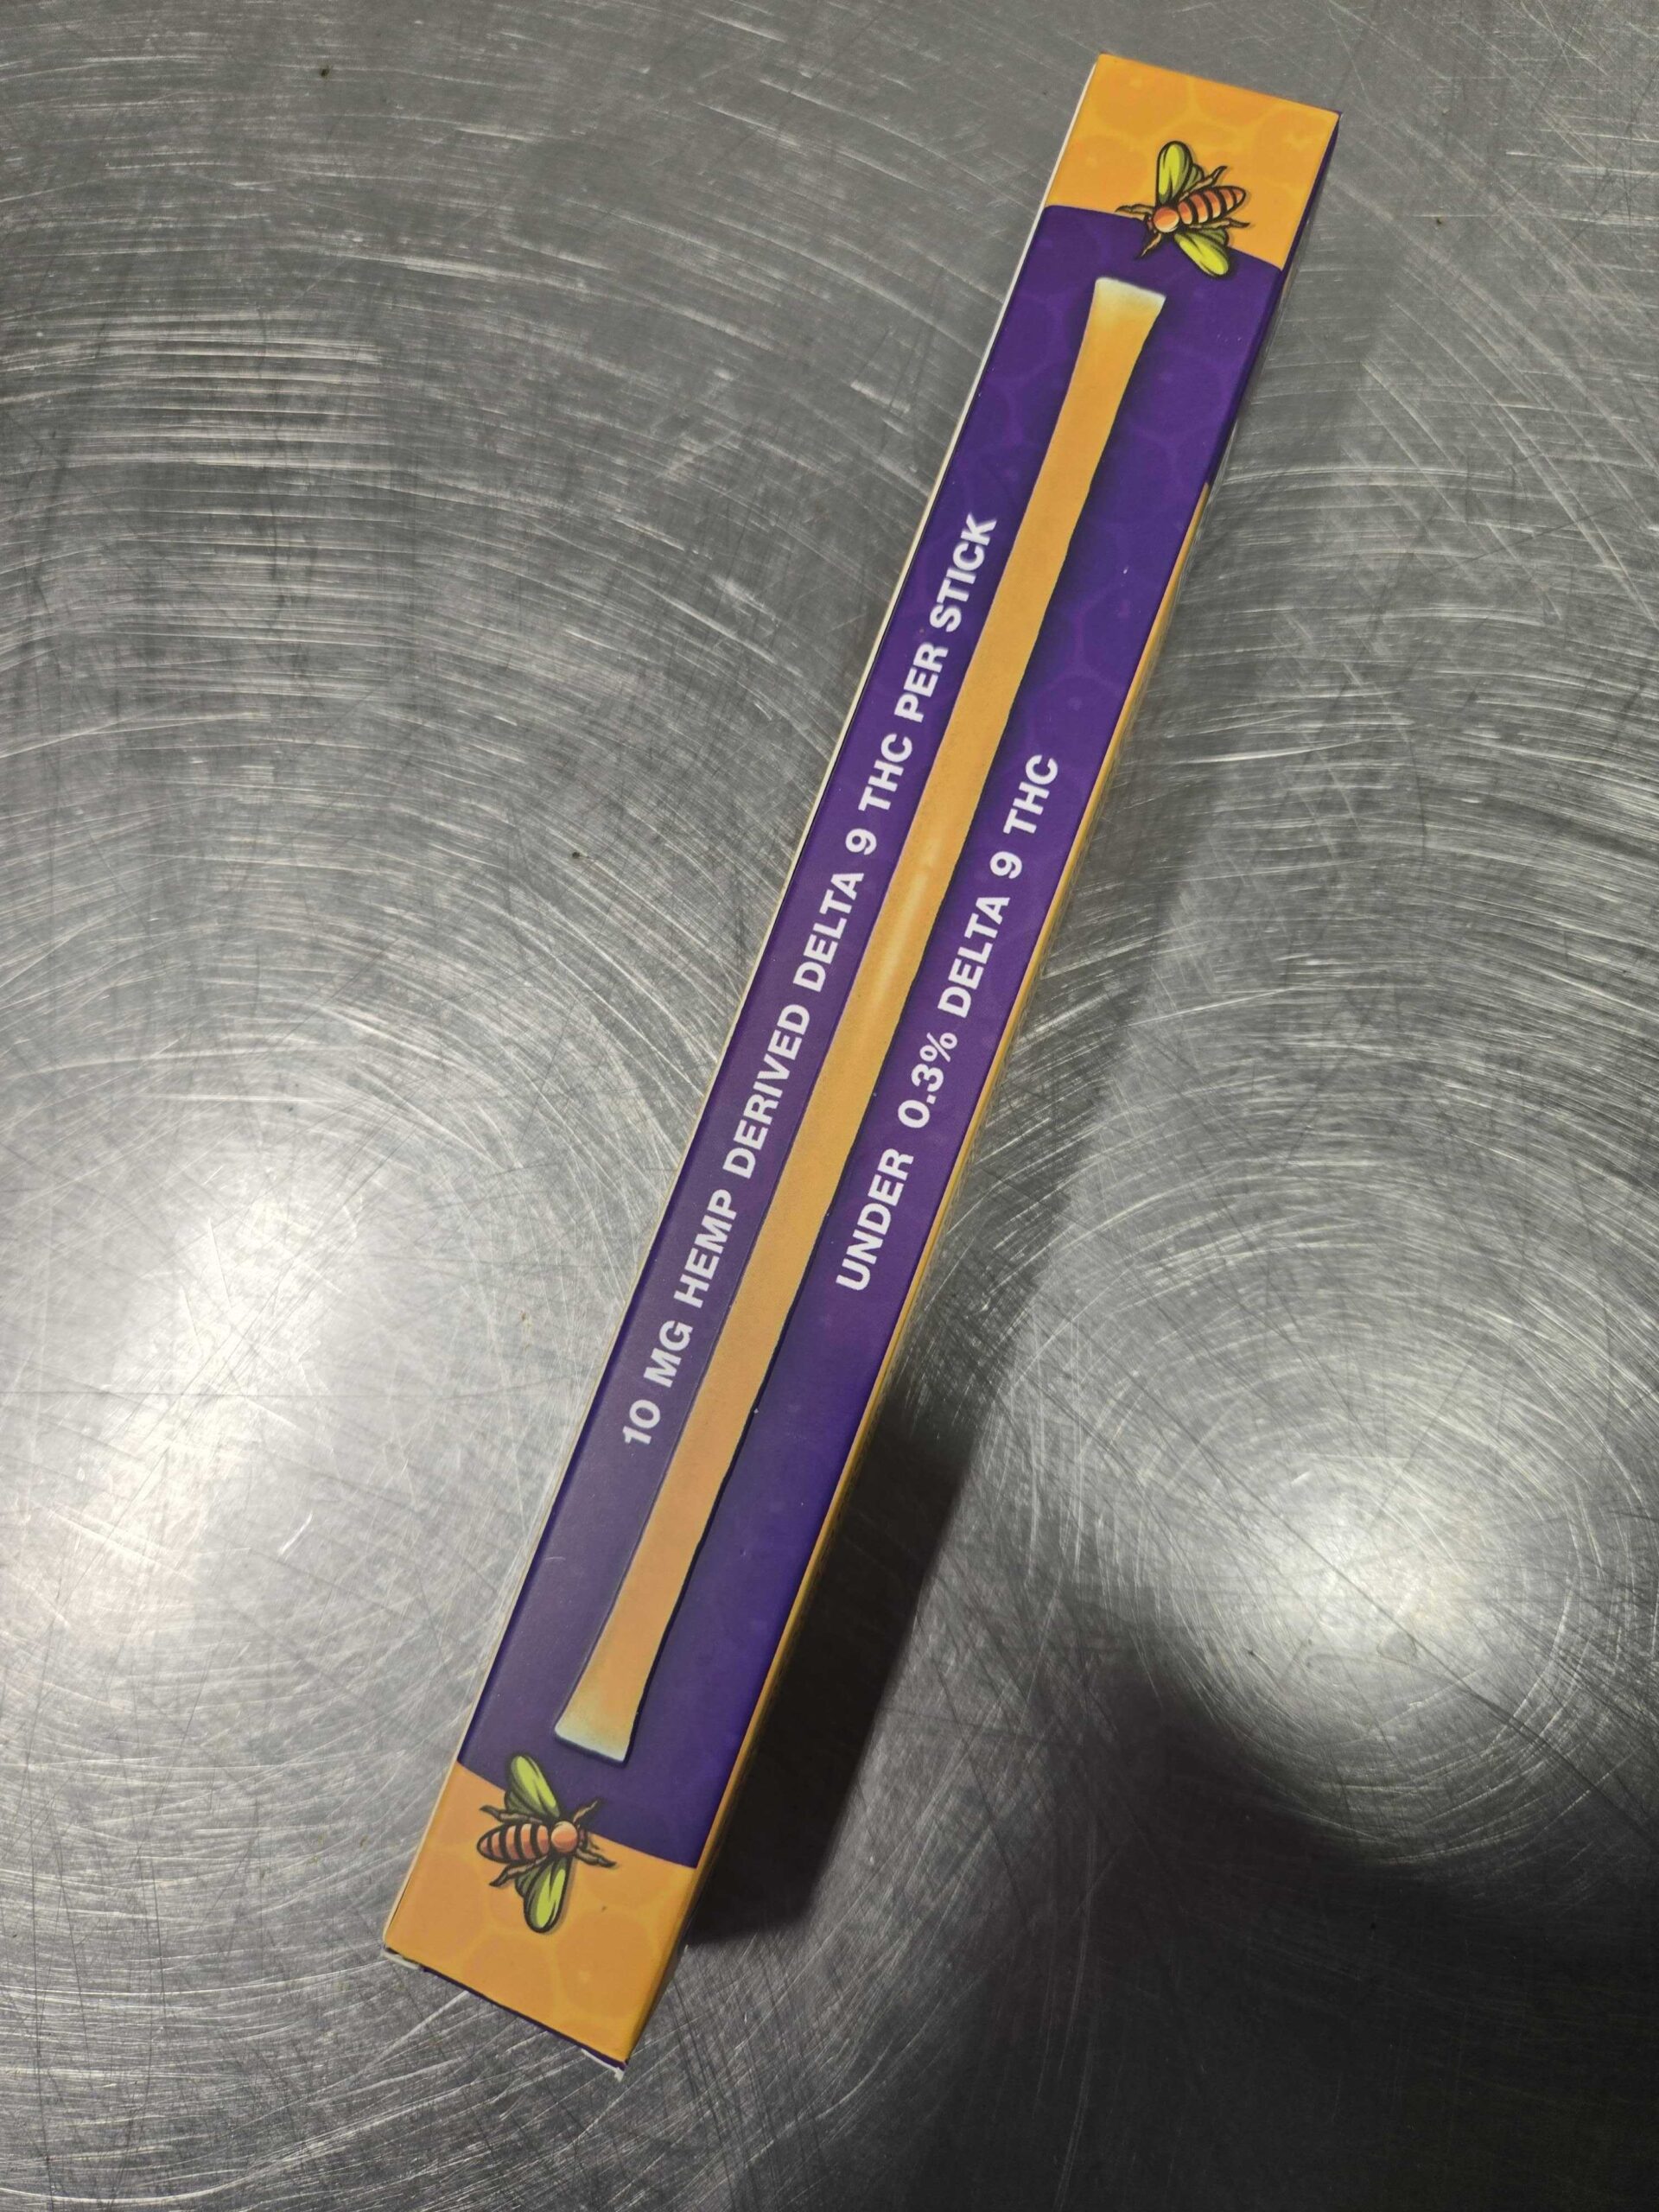 10 MG HEMP DERIVED DELTA 9 THC PER STICK
UNDER 0.3% DELTA 9 THC